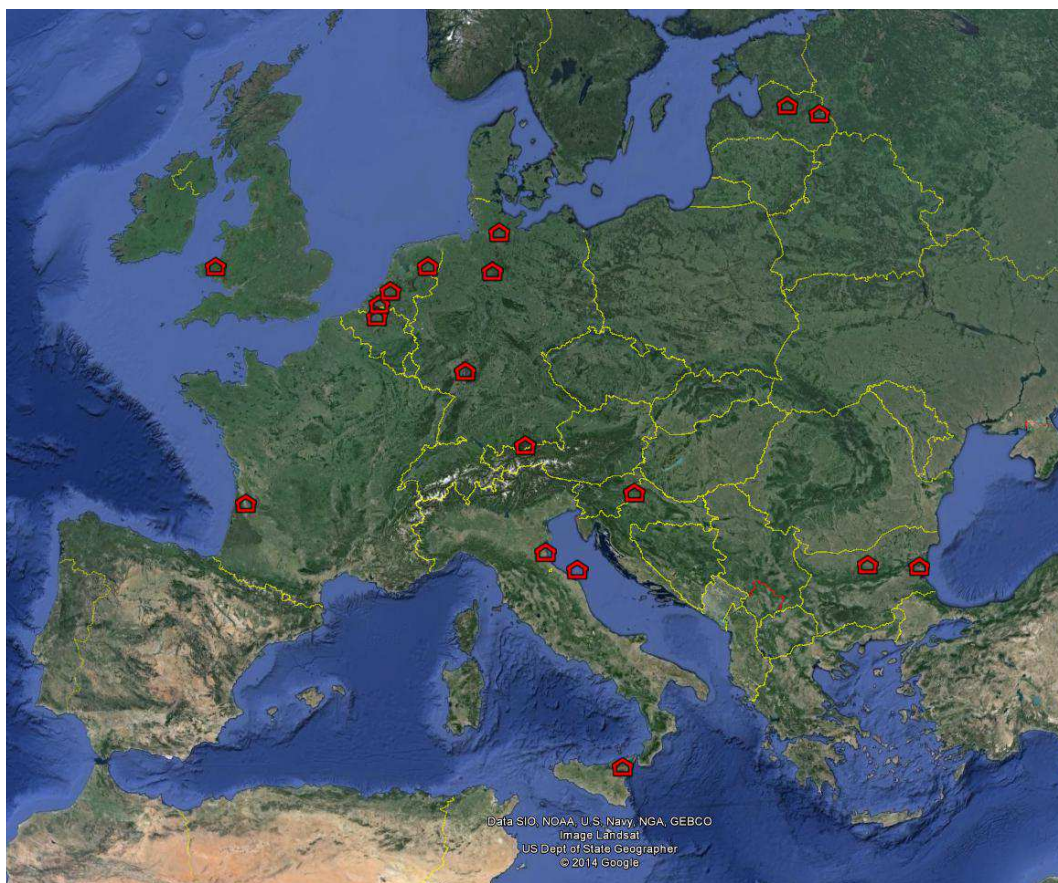 Data SIO, NOAA, U.S. Navy, NGA, GEBCO
Image Landsat
US Dept of State Geographer
© 2014 Google